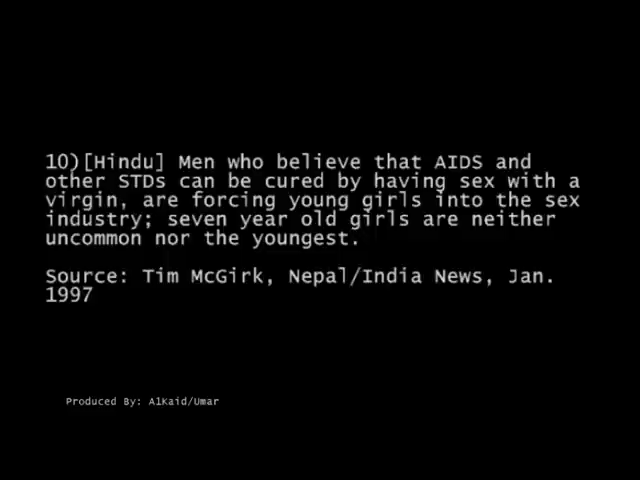 10)[Hindu] Men who believe that AIDS and
other STDs can be cured by having sex with a
virgin, are forcing young girls into the sex
industry; seven year old girls are neither
uncommon nor the youngest.
Source: Tim McGirk, Nepal/India News, Jan.
1997
Produced By: AlKaid/Umar